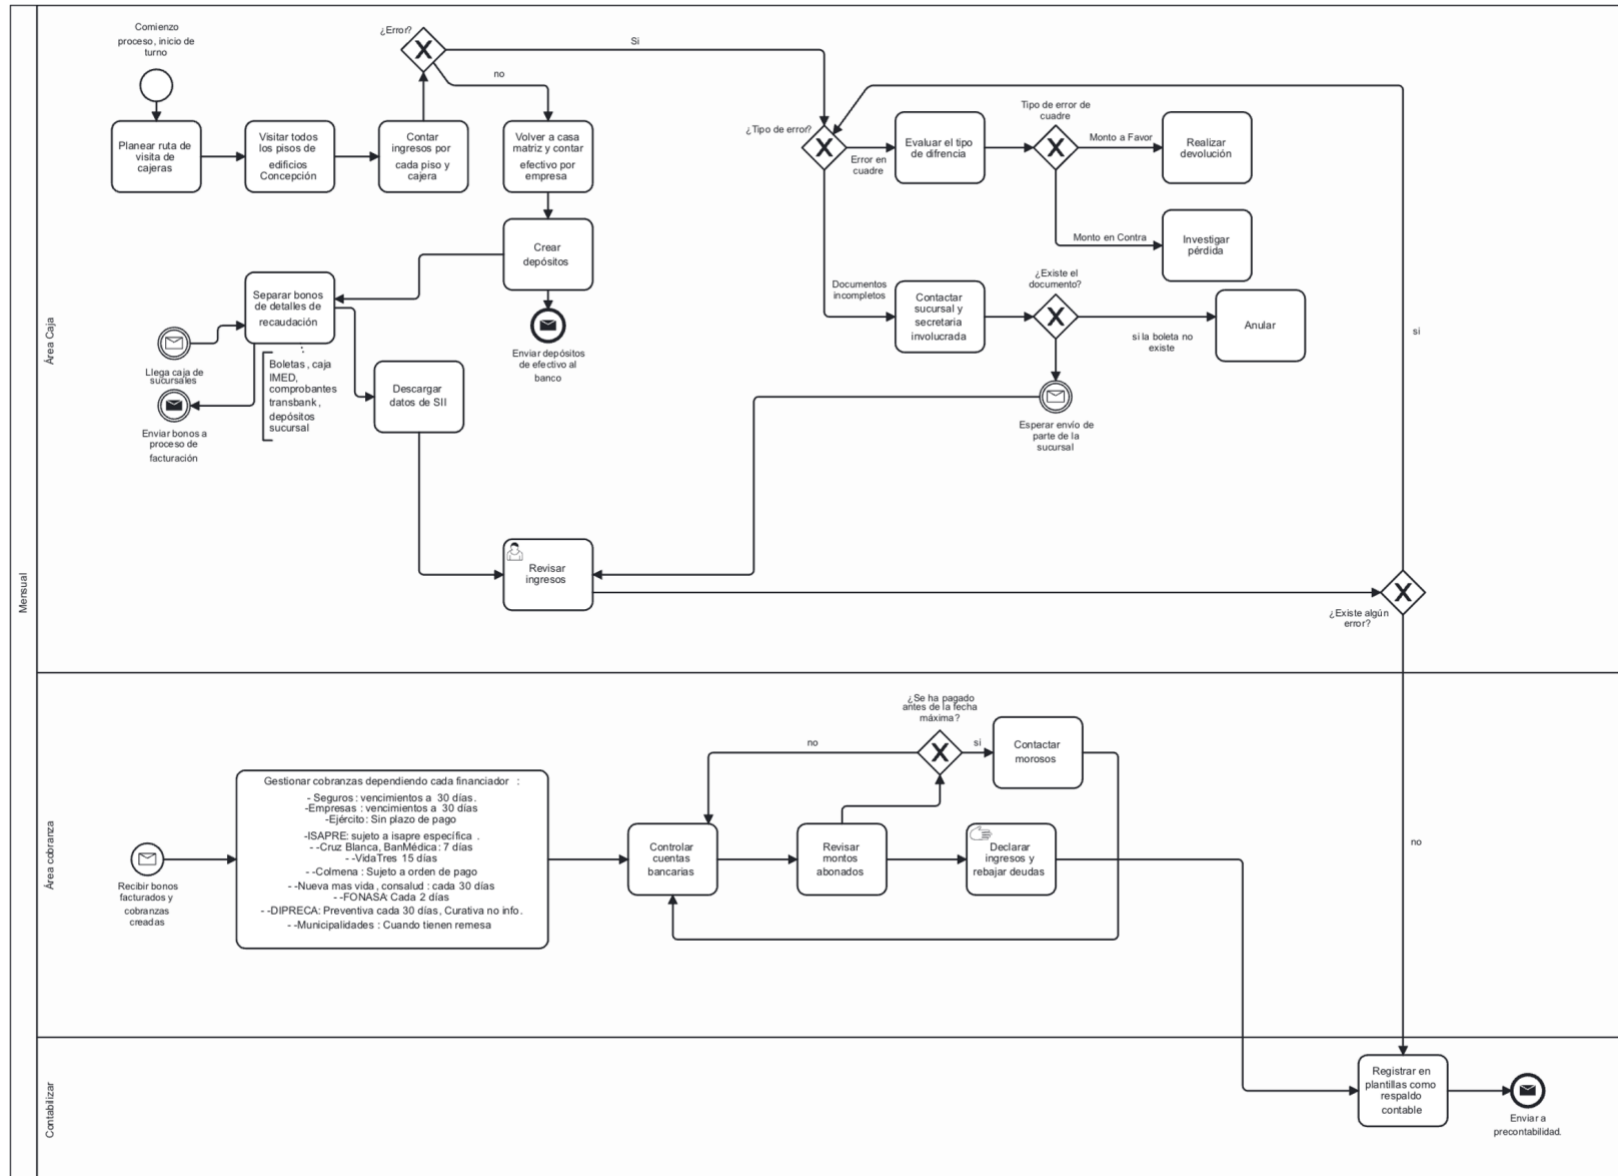 Mensual
Área Caja
Comienzo
proceso, inicio de
turno
Planear ruta de
visita de
cajeras
Visitar todos
los pisos de
edificios
Concepción
Contar
ingresos por
cada piso y
cajera
¿Error?
Si
no
Volver a casa
matriz y contar
efectivo por
empresa
Crear
depósitos
Enviar depósitos
de efectivo al
banco
Separar bonos
de detalles de
recaudación
Llega caja de
sucursales
Enviar bonos a
proceso de
facturación
Boletas, caja
IMED,
comprobantes
transbank,
depósitos
sucursal
Descargar
datos de SII
Revisar
ingresos
¿Tipo de error?
Error en
cuadre
Evaluar el tipo
de difrencia
Tipo de error de
cuadre
Monto a Favor
Realizar
devolución
Monto en Contra
Investigar
pérdida
Documentos
incompletos
Contactar
sucursal y
secretaria
involucrada
¿Existe el
documento?
si la boleta no
existe
Anular
Esperar envío de
parte de la
sucursal
si
¿Existe algún
error?
no
Área cobranza
Recibir bonos
facturados y
cobranzas
creadas
Gestionar cobranzas dependiendo cada financiador :
- Seguros: vencimientos a 30 días.
-Empresas: vencimientos a 30 días
-Ejército: Sin plazo de pago
-ISAPRE: sujeto a isapre específica .
- -Cruz Blanca, BanMédica: 7 días
- -VidaTres 15 días
- -Colmena: Sujeto a orden de pago
- -Nueva mas vida, consalud: cada 30 días
- -FONASA: Cada 2 días
- -DIPRECA: Preventiva cada 30 días, Curativa no info.
- -Municipalidades: Cuando tienen remesa
Controlar
cuentas
bancarias
Revisar
montos
abonados
Declarar
ingresos y
rebajar deudas
¿Se ha pagado
antes de la fecha
máxima?
no
si
Contactar
morosos
Contabilizar
Registrar en
plantillas como
respaldo
contable
Enviar a
precontabilidad.